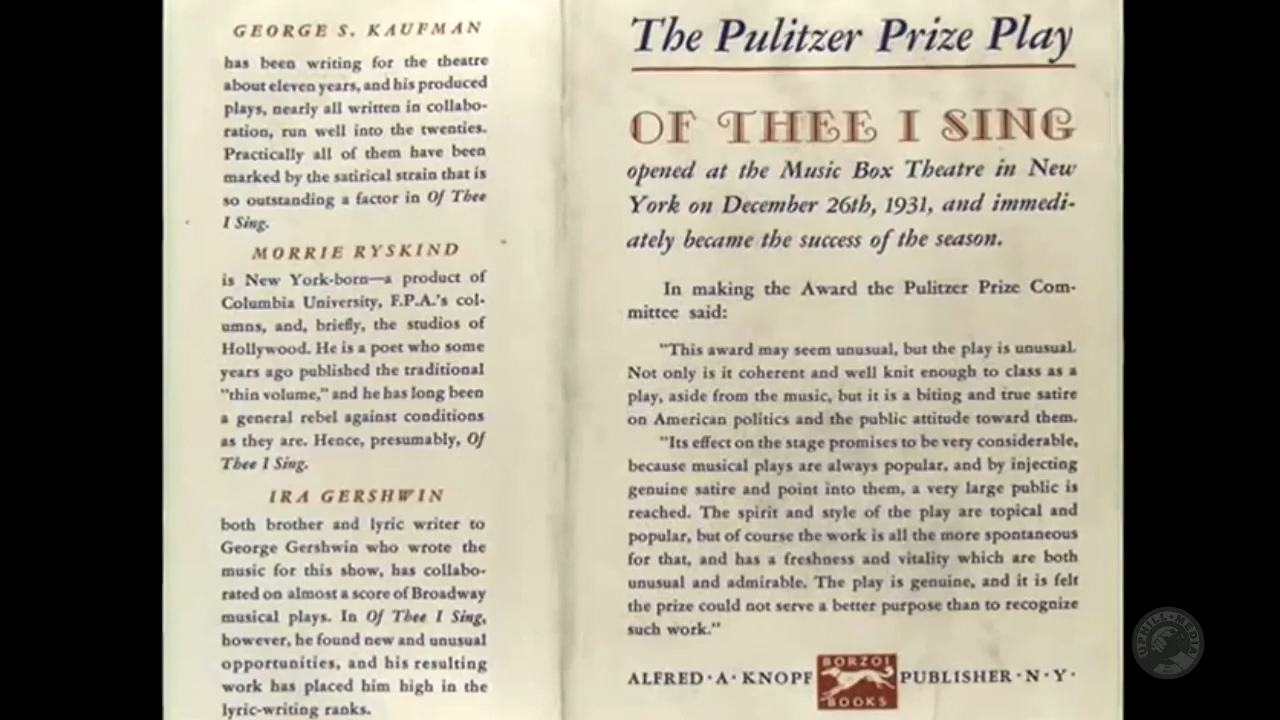 GEORGE S. KAUFMAN
has been writing for the theatre
about eleven years, and his produced
plays, nearly all written in collabo-
ration, run well into the twenties.
Practically all of them have been
marked by the satirical strain that is
so outstanding a factor in Of Thee
I Sing.
MORRIE RYSKIND
is New York-born—a product of
Columbia University, F.P.A.'s col-
umns, and, briefly, the studios of
Hollywood. He is a poet who some
years ago published the traditional
"thin volume," and he has long been
a general rebel against conditions
as they are. Hence, presumably, Of
Thee I Sing.
IRA GERSHWIN
both brother and lyric writer to
George Gershwin who wrote the
music for this show, has collabo-
rated on almost a score of Broadway
musical plays. In Of Thee I Sing,
however, he found new and unusual
opportunities, and his resulting
work has placed him high in the
lyric-writing ranks.
The Pulitzer Prize Play
OF THEE I SING
opened at the Music Box Theatre in New
York on December 26th, 1931, and immedi-
ately became the success of the season.
In making the Award the Pulitzer Prize Com-
mittee said:
"This award may seem unusual, but the play is unusual.
Not only is it coherent and well knit enough to class as a
play, aside from the music, but it is a biting and true satire
on American politics and the public attitude toward them.
"Its effect on the stage promises to be very considerable,
because musical plays are always popular, and by injecting
genuine satire and point into them, a very large public is
reached. The spirit and style of the play are topical and
popular, but of course the work is all the more spontaneous
for that, and has a freshness and vitality which are both
unusual and admirable. The play is genuine, and it is felt
the prize could not serve a better purpose than to recognize
such work."
ALFRED · A · KNOPF BORZOI BOOKS PUBLISHER · N · Y ·